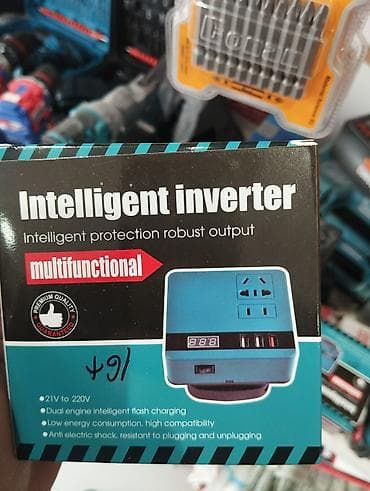 Intelligent inverter
Intelligent protection robust output
multifunctional
PREMIUM QUALITY
GUARANTEED
888
•21V to 220V
•Dual engine intelligent flash charging
•Low energy consumption, high compatibility
•Anti electric shock, resistant to plugging and unplugging